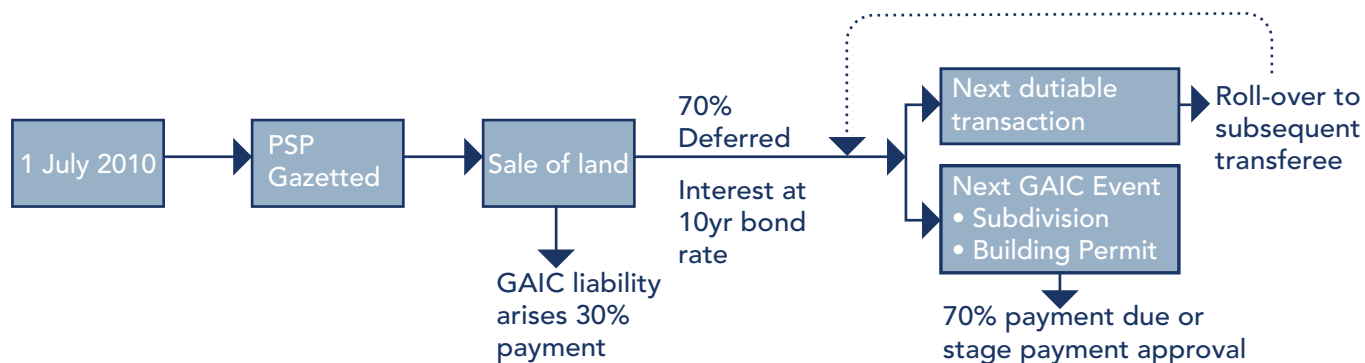 1 July 2010
PSP
Gazetted
Sale of land
GAIC liability
arises 30%
payment
70%
Deferred
Interest at
10yr bond
rate
Next dutiable
transaction
Roll-over to
subsequent
transferee
Next GAIC Event
• Subdivision
• Building Permit
70% payment due or
stage payment approval